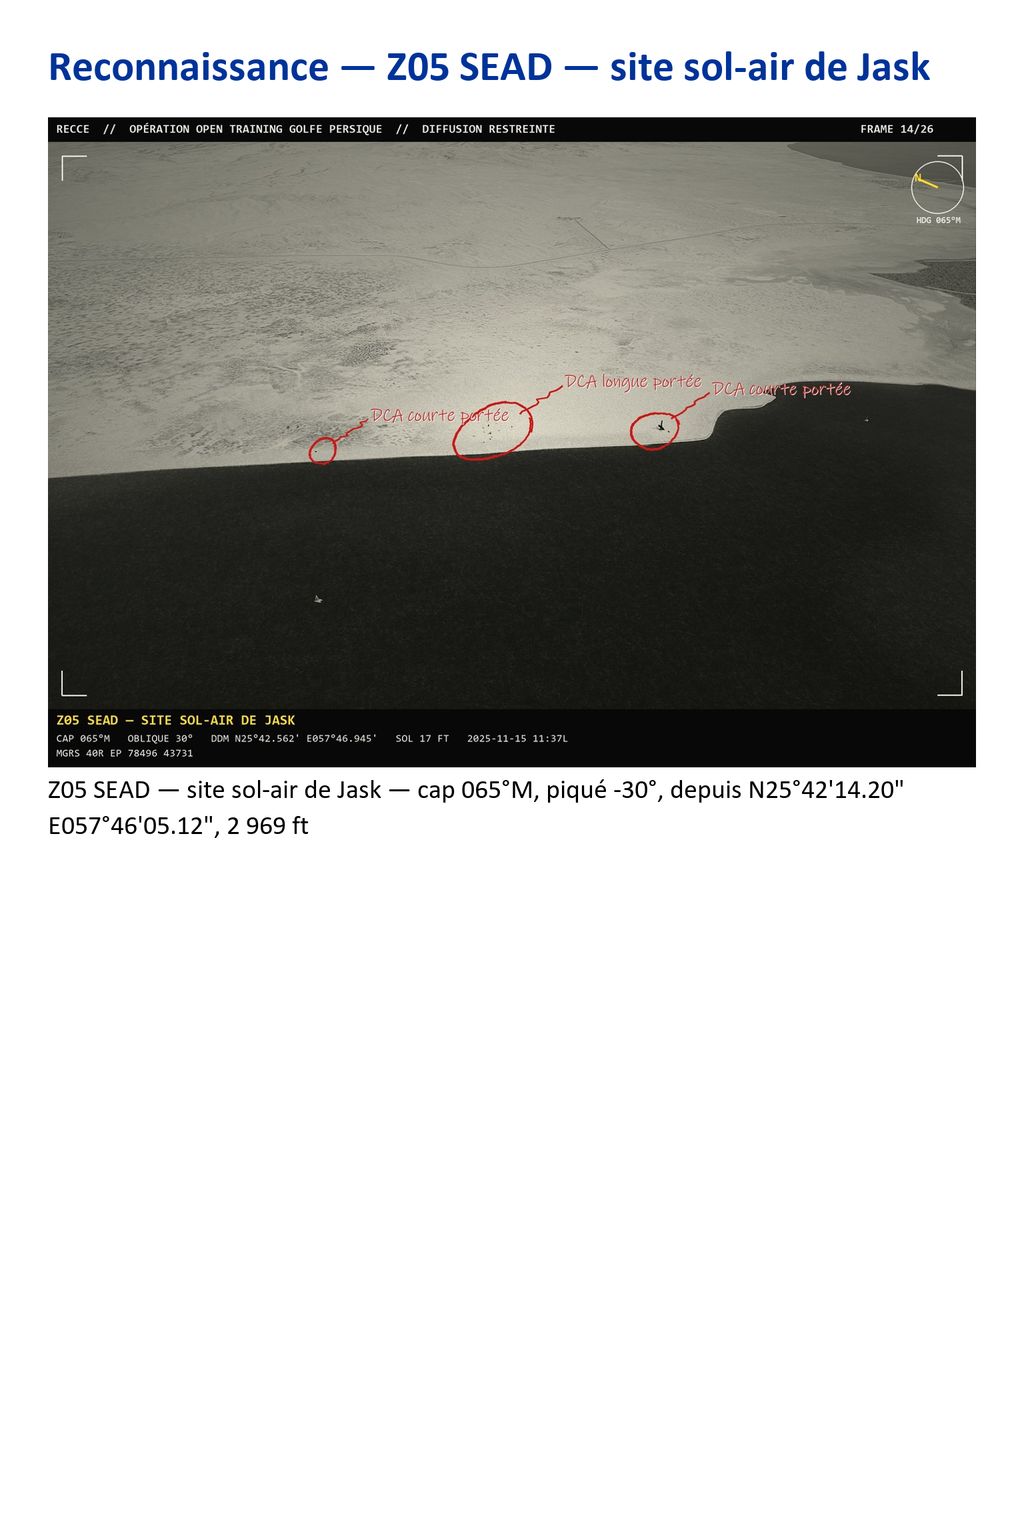 Reconnaissance — Z05 SEAD — site sol-air de Jask
RECCE // OPÉRATION OPEN TRAINING GOLFE PERSIQUE // DIFFUSION RESTREINTE FRAME 14/26
N
HDG 065°M
DCA longue portée
DCA courte portée
DCA courte portée
Z05 SEAD — SITE SOL-AIR DE JASK
CAP 065°M OBLIQUE 30° DDM N25°42.562' E057°46.945' SOL 17 FT 2025-11-15 11:37L
MGRS 40R EP 78496 43731
Z05 SEAD — site sol-air de Jask — cap 065°M, piqué -30°, depuis N25°42'14.20"
E057°46'05.12", 2 969 ft